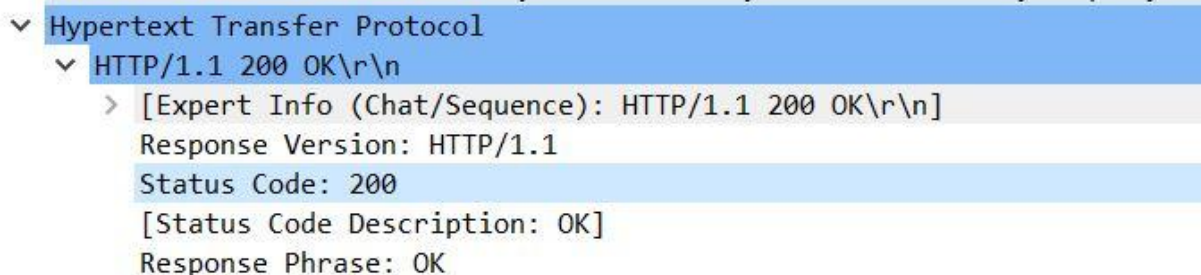 Hypertext Transfer Protocol
HTTP/1.1 200 OK\r\n
[Expert Info (Chat/Sequence): HTTP/1.1 200 OK\r\n]
Response Version: HTTP/1.1
Status Code: 200
[Status Code Description: OK]
Response Phrase: OK